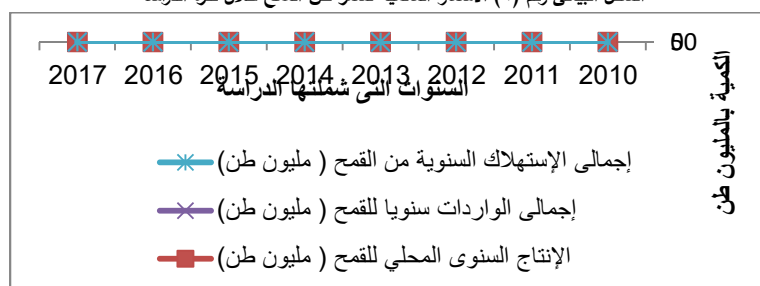 60
2017 2016 2015 2014 2013 2012 2011 2010
السنوات التى شملتها الدراسة
الكمية بالمليون طن
إجمالى الإستهلاك السنوية من القمح ( مليون طن)
إجمالى الواردات سنويا للقمح ( مليون طن)
الإنتاج السنوى المحلي للقمح ( مليون طن)